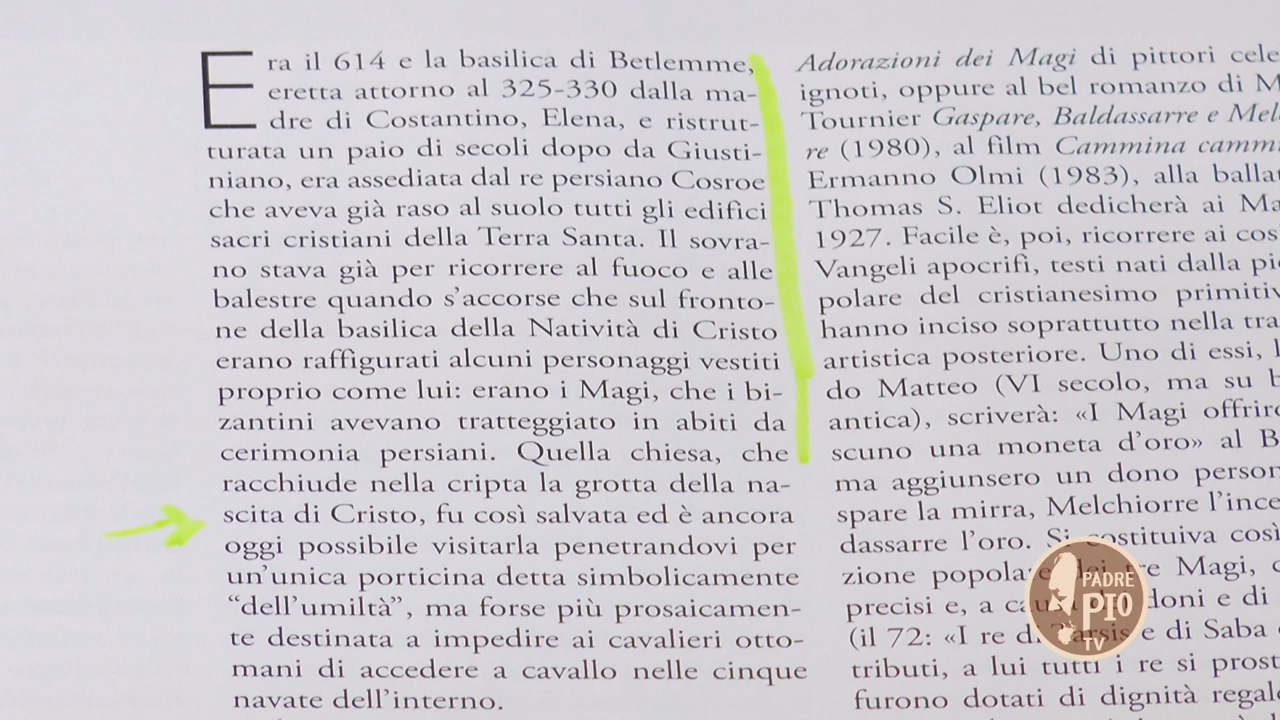 Era il 614 e la basilica di Betlemme,
eretta attorno al 325-330 dalla ma-
dre di Costantino, Elena, e ristrut-
turata un paio di secoli dopo da Giusti-
niano, era assediata dal re persiano Cosroe
che aveva già raso al suolo tutti gli edifici
sacri cristiani della Terra Santa. Il sovra-
no stava già per ricorrere al fuoco e alle
balestre quando s'accorse che sul fronto-
ne della basilica della Natività di Cristo
erano raffigurati alcuni personaggi vestiti
proprio come lui: erano i Magi, che i bi-
zantini avevano tratteggiato in abiti da
cerimonia persiani. Quella chiesa, che
racchiude nella cripta la grotta della na-
scita di Cristo, fu così salvata ed è ancora
oggi possibile visitarla penetrandovi per
un'unica porticina detta simbolicamente
“dell'umiltà”, ma forse più prosaicamen-
te destinata a impedire ai cavalieri otto-
mani di accedere a cavallo nelle cinque
navate dell'interno.
Adorazioni dei Magi di pittori
ignoti, oppure al bel romanzo di
Tournier Gaspare, Baldassarre e
re (1980), al film Cammina
Ermanno Olmi (1983), alla
Thomas S. Eliot dedicherà ai
1927. Facile è, poi, ricorrere ai
Vangeli apocrifi, testi nati dalla
polare del cristianesimo
hanno inciso soprattutto nella
artistica posteriore. Uno di essi,
do Matteo (VI secolo, ma su
antica), scriverà: «I Magi
scuno una moneta d'oro» al
ma aggiunsero un dono
spare la mirra, Melchiorre
dassarre l'oro. Si costituiva così
zione Magi,
precisi e, a doni e di
(il 72: «I re e di Saba
tributi, a lui tutti i re si
furono dotati di dignità
PADRE
PIO
TV